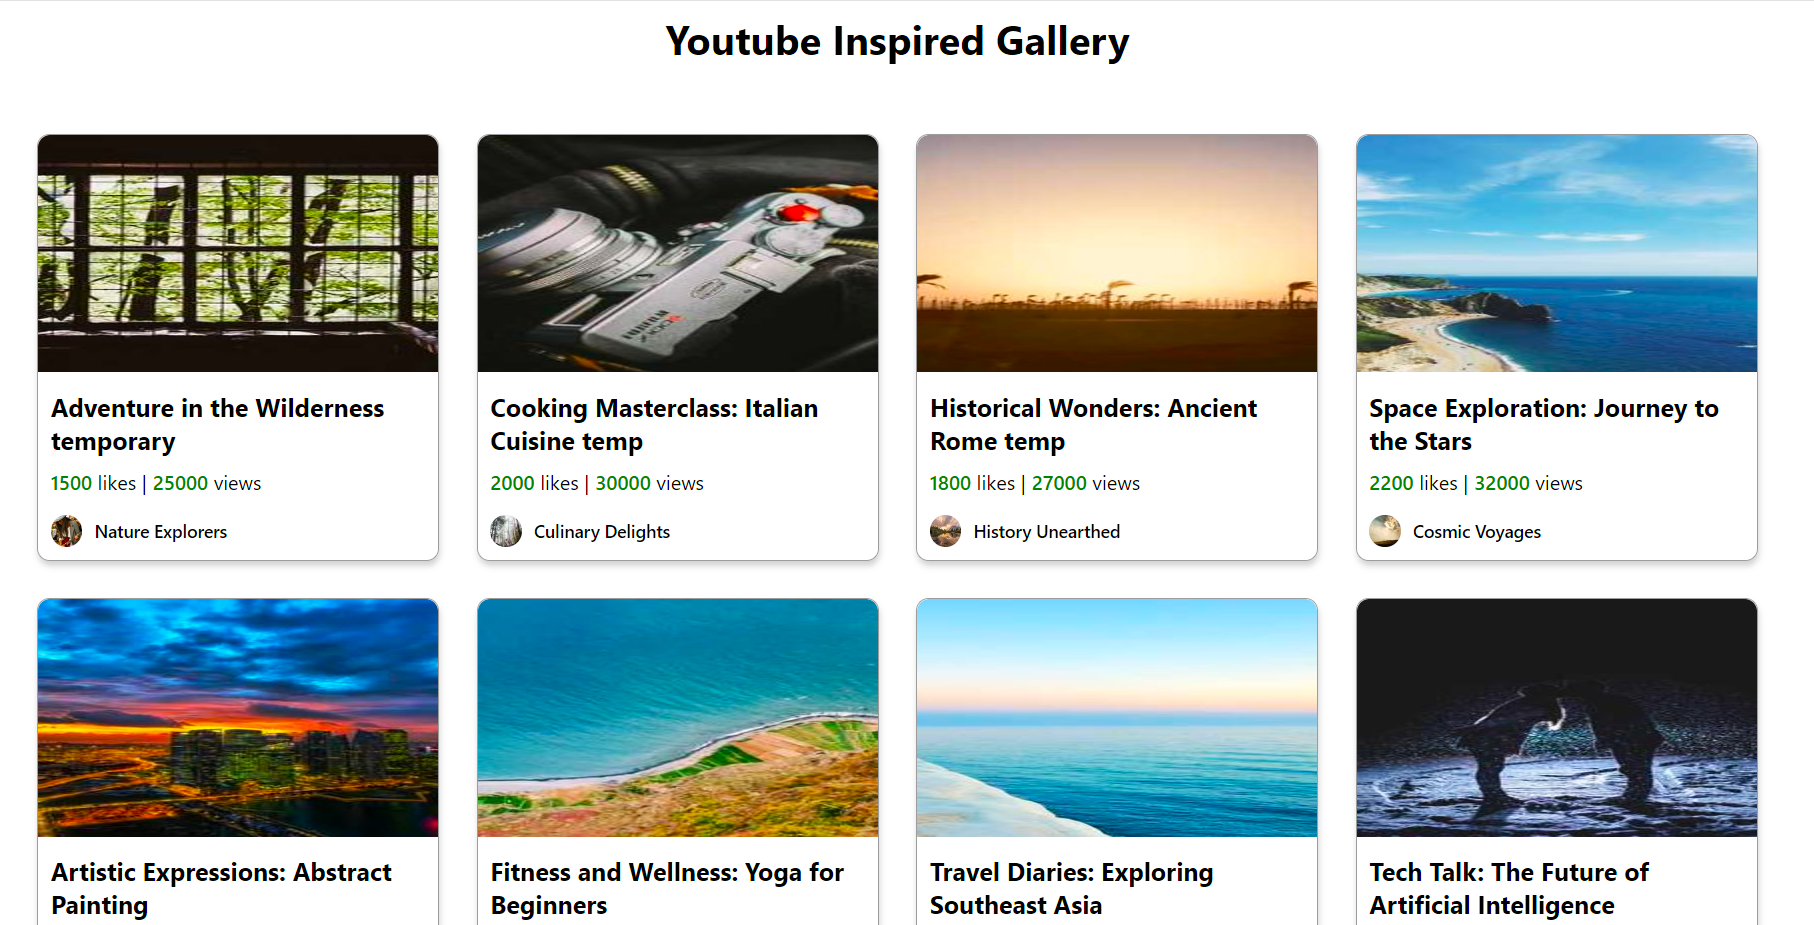 Youtube Inspired Gallery
Adventure in the Wilderness
temporary
1500 likes | 25000 views
Nature Explorers
Cooking Masterclass: Italian
Cuisine temp
2000 likes | 30000 views
Culinary Delights
Historical Wonders: Ancient
Rome temp
1800 likes | 27000 views
History Unearthed
Space Exploration: Journey to
the Stars
2200 likes | 32000 views
Cosmic Voyages
Artistic Expressions: Abstract
Painting
Fitness and Wellness: Yoga for
Beginners
Travel Diaries: Exploring
Southeast Asia
Tech Talk: The Future of
Artificial Intelligence